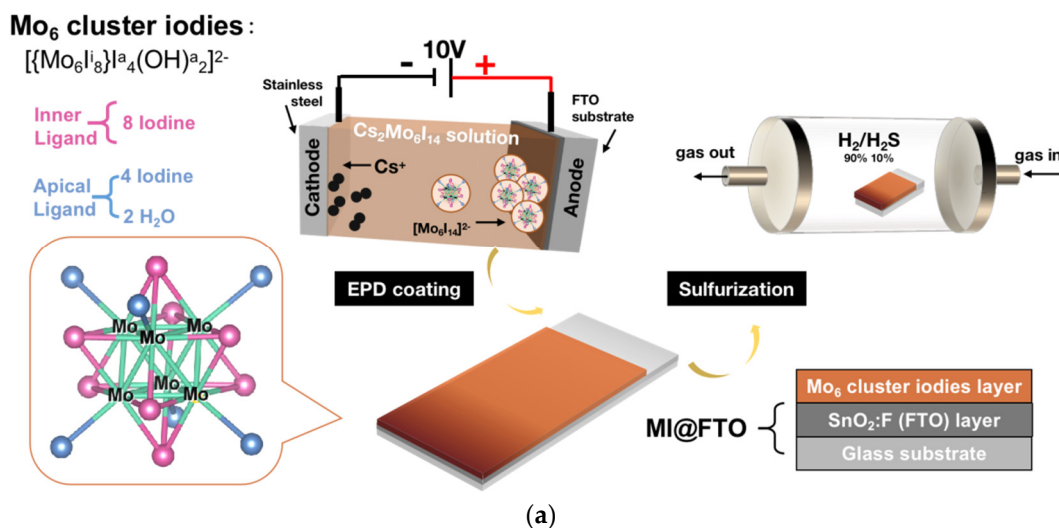 Mo₆ cluster iodies:
[{Mo₆Iⁱ₈}Iᵃ₄(OH)ᵃ₂]²⁻
Inner
Ligand
8 Iodine
Apical
Ligand
4 Iodine
2 H₂O
10V
-
+
Stainless
steel
FTO
substrate
Cs₂Mo₆I₁₄ solution
Cathode
Cs⁺
[Mo₆I₁₄]²⁻
Anode
gas out
H₂/H₂S
90% 10%
gas in
EPD coating
Sulfurization
Mo
Mo
Mo
Mo
Mo
Mo
MI@FTO
Mo₆ cluster iodies layer
SnO₂:F (FTO) layer
Glass substrate
(a)